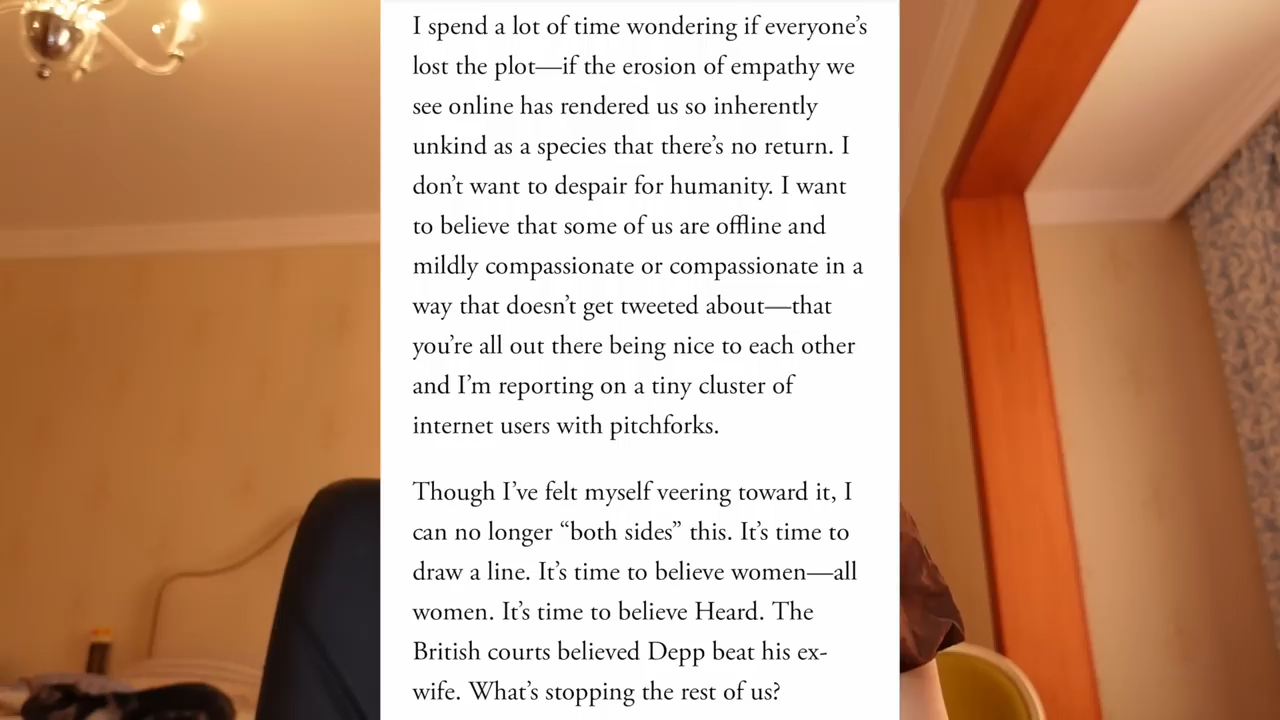 I spend a lot of time wondering if everyone’s
lost the plot—if the erosion of empathy we
see online has rendered us so inherently
unkind as a species that there’s no return. I
don’t want to despair for humanity. I want
to believe that some of us are offline and
mildly compassionate or compassionate in a
way that doesn’t get tweeted about—that
you’re all out there being nice to each other
and I’m reporting on a tiny cluster of
internet users with pitchforks.
Though I’ve felt myself veering toward it, I
can no longer “both sides” this. It’s time to
draw a line. It’s time to believe women—all
women. It’s time to believe Heard. The
British courts believed Depp beat his ex-
wife. What’s stopping the rest of us?